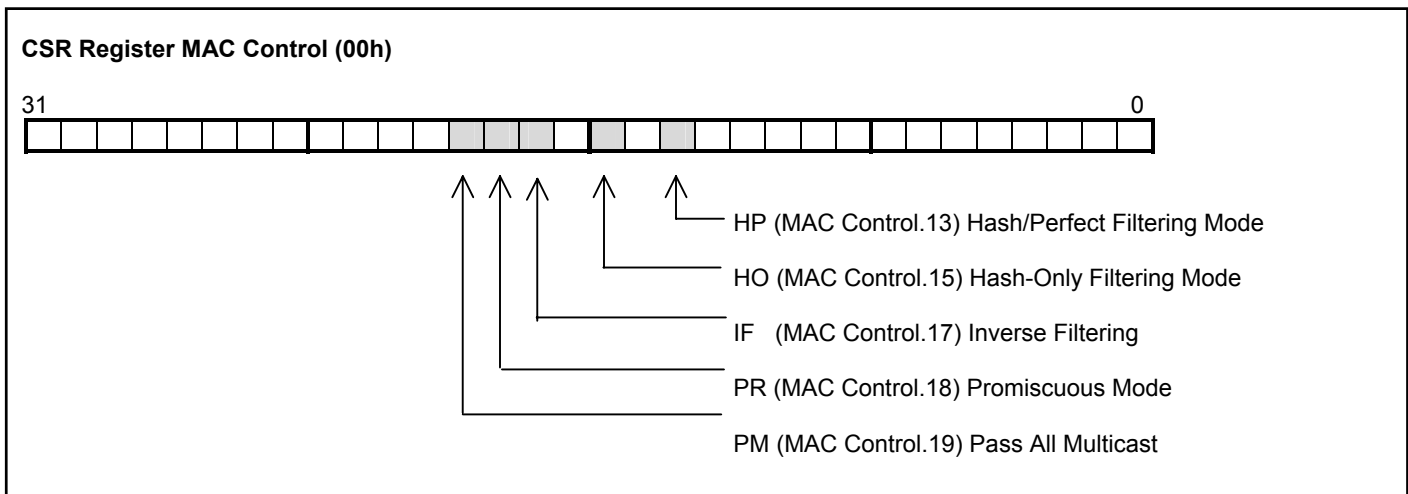 CSR Register MAC Control (00h)
31 0
HP (MAC Control.13) Hash/Perfect Filtering Mode
HO (MAC Control.15) Hash-Only Filtering Mode
IF (MAC Control.17) Inverse Filtering
PR (MAC Control.18) Promiscuous Mode
PM (MAC Control.19) Pass All Multicast